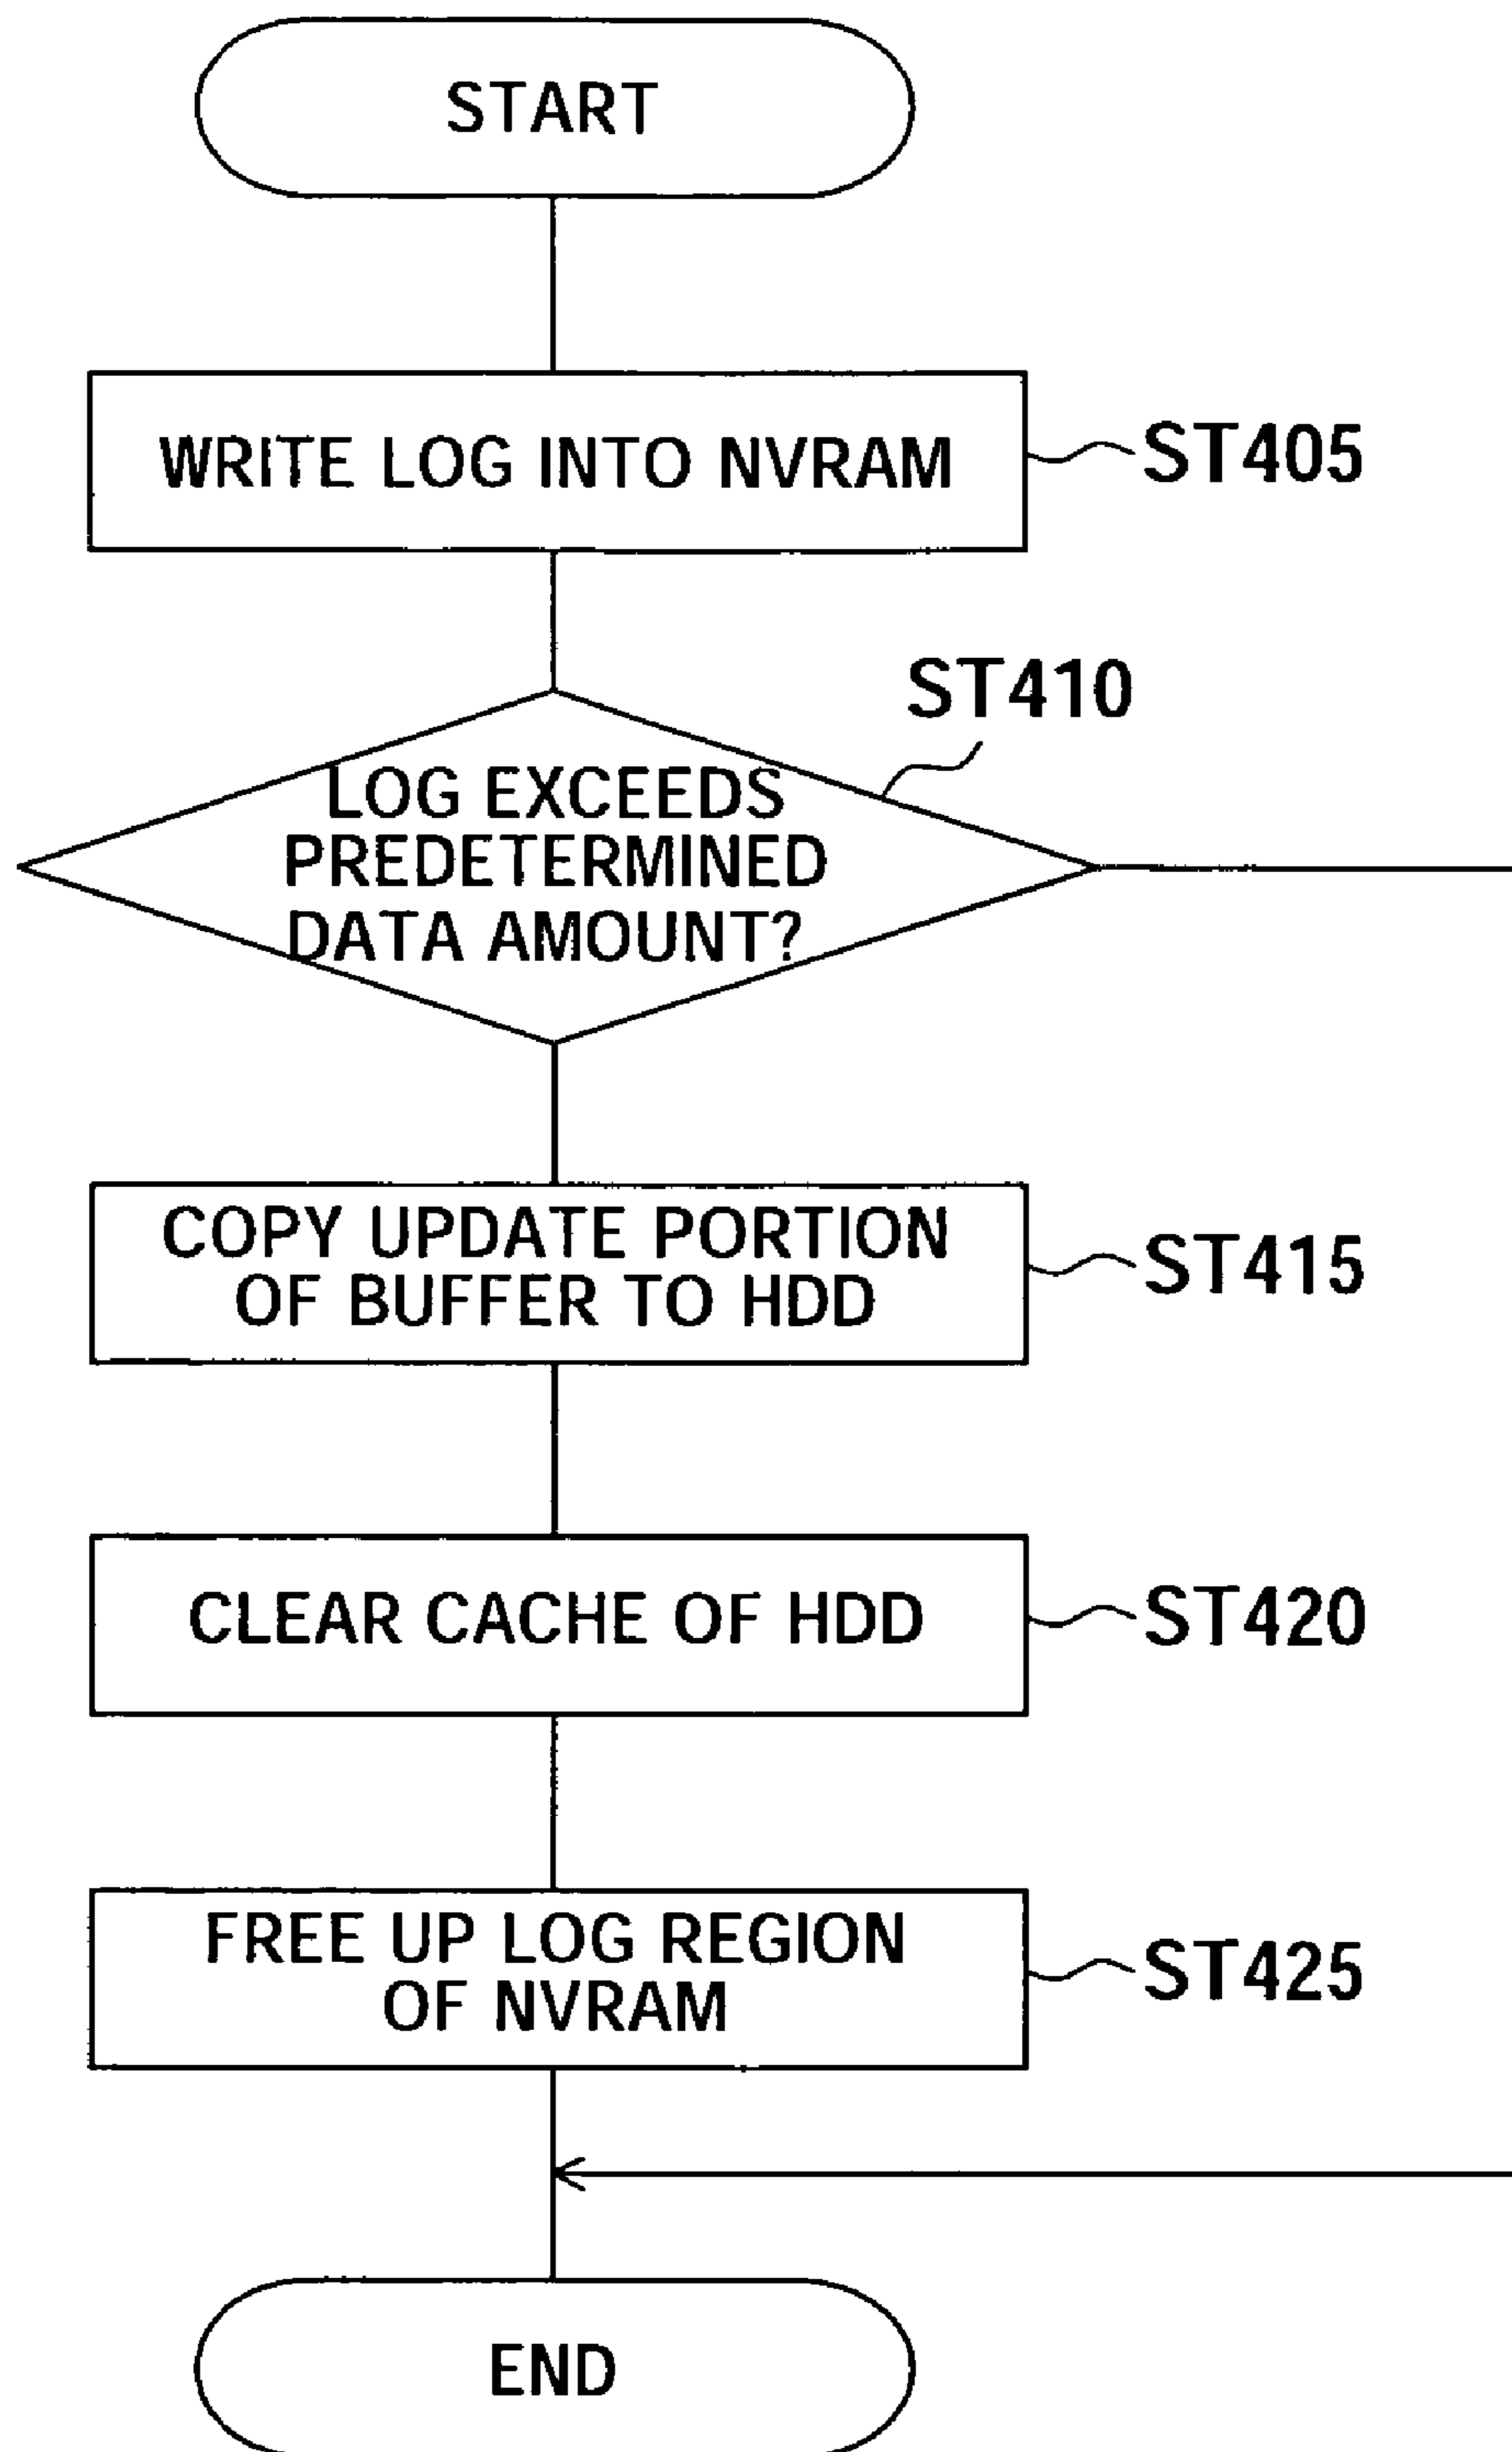 START
WRITE LOG INTO NVRAM
ST405
ST410
LOG EXCEEDS
PREDETERMINED
DATA AMOUNT?
COPY UPDATE PORTION
OF BUFFER TO HDD
ST415
CLEAR CACHE OF HDD
ST420
FREE UP LOG REGION
OF NVRAM
ST425
END